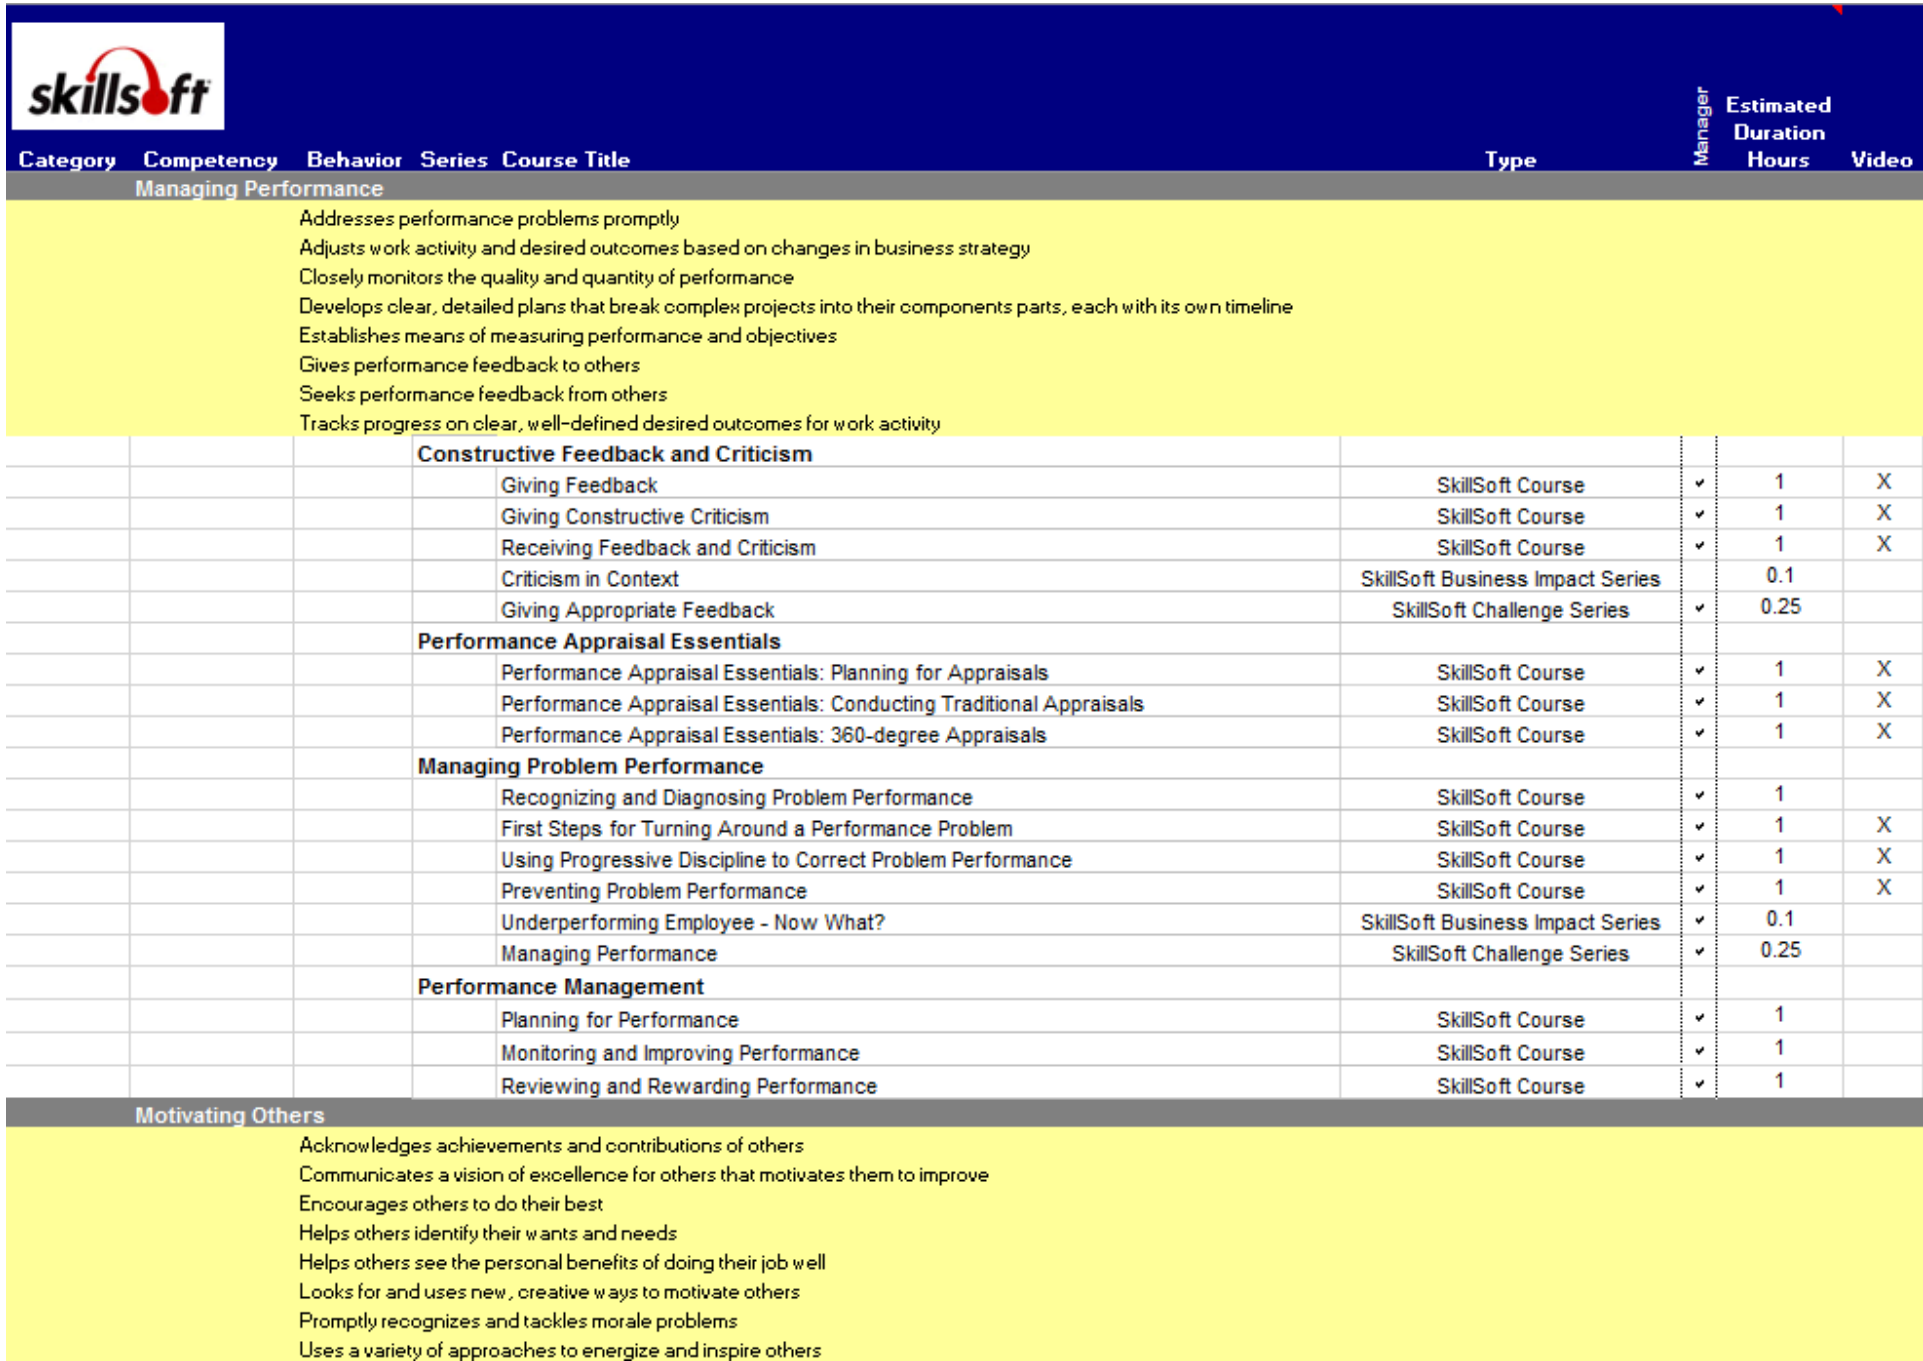 skillsoft
Manager
Estimated
Duration
Category Competency Behavior Series Course Title Type Hours Video
Managing Performance
Addresses performance problems promptly
Adjusts work activity and desired outcomes based on changes in business strategy
Closely monitors the quality and quantity of performance
Develops clear, detailed plans that break complex projects into their components parts, each with its own timeline
Establishes means of measuring performance and objectives
Gives performance feedback to others
Seeks performance feedback from others
Tracks progress on clear, well-defined desired outcomes for work activity
Constructive Feedback and Criticism
Giving Feedback SkillSoft Course ✓ 1 X
Giving Constructive Criticism SkillSoft Course ✓ 1 X
Receiving Feedback and Criticism SkillSoft Course ✓ 1 X
Criticism in Context SkillSoft Business Impact Series 0.1
Giving Appropriate Feedback SkillSoft Challenge Series ✓ 0.25
Performance Appraisal Essentials
Performance Appraisal Essentials: Planning for Appraisals SkillSoft Course ✓ 1 X
Performance Appraisal Essentials: Conducting Traditional Appraisals SkillSoft Course ✓ 1 X
Performance Appraisal Essentials: 360-degree Appraisals SkillSoft Course ✓ 1 X
Managing Problem Performance
Recognizing and Diagnosing Problem Performance SkillSoft Course ✓ 1
First Steps for Turning Around a Performance Problem SkillSoft Course ✓ 1 X
Using Progressive Discipline to Correct Problem Performance SkillSoft Course ✓ 1 X
Preventing Problem Performance SkillSoft Course ✓ 1 X
Underperforming Employee - Now What? SkillSoft Business Impact Series ✓ 0.1
Managing Performance SkillSoft Challenge Series ✓ 0.25
Performance Management
Planning for Performance SkillSoft Course ✓ 1
Monitoring and Improving Performance SkillSoft Course ✓ 1
Reviewing and Rewarding Performance SkillSoft Course ✓ 1
Motivating Others
Acknowledges achievements and contributions of others
Communicates a vision of excellence for others that motivates them to improve
Encourages others to do their best
Helps others identify their wants and needs
Helps others see the personal benefits of doing their job well
Looks for and uses new, creative ways to motivate others
Promptly recognizes and tackles morale problems
Uses a variety of approaches to energize and inspire others